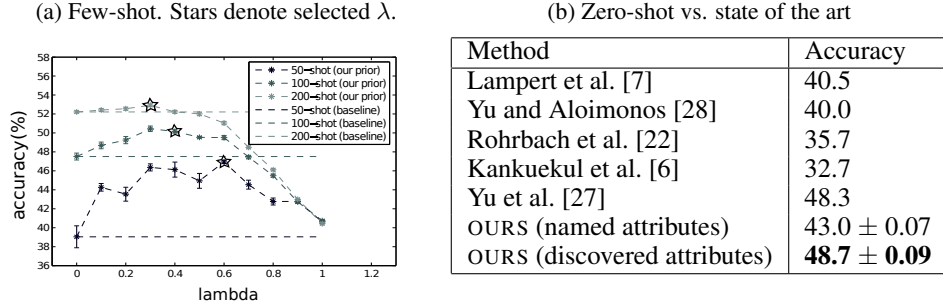 (a) Few-shot. Stars denote selected λ.
58
56
54
52
50
48
46
44
42
40
38
36
accuracy(%)
0 0.2 0.4 0.6 0.8 1 1.2
lambda
50−shot (our prior)
100−shot (our prior)
200−shot (our prior)
50−shot (baseline)
100−shot (baseline)
200−shot (baseline)
(b) Zero-shot vs. state of the art
Method Accuracy
Lampert et al. [7] 40.5
Yu and Aloimonos [28] 40.0
Rohrbach et al. [22] 35.7
Kankuekul et al. [6] 32.7
Yu et al. [27] 48.3
OURS (named attributes) 43.0 ± 0.07
OURS (discovered attributes) 48.7 ± 0.09